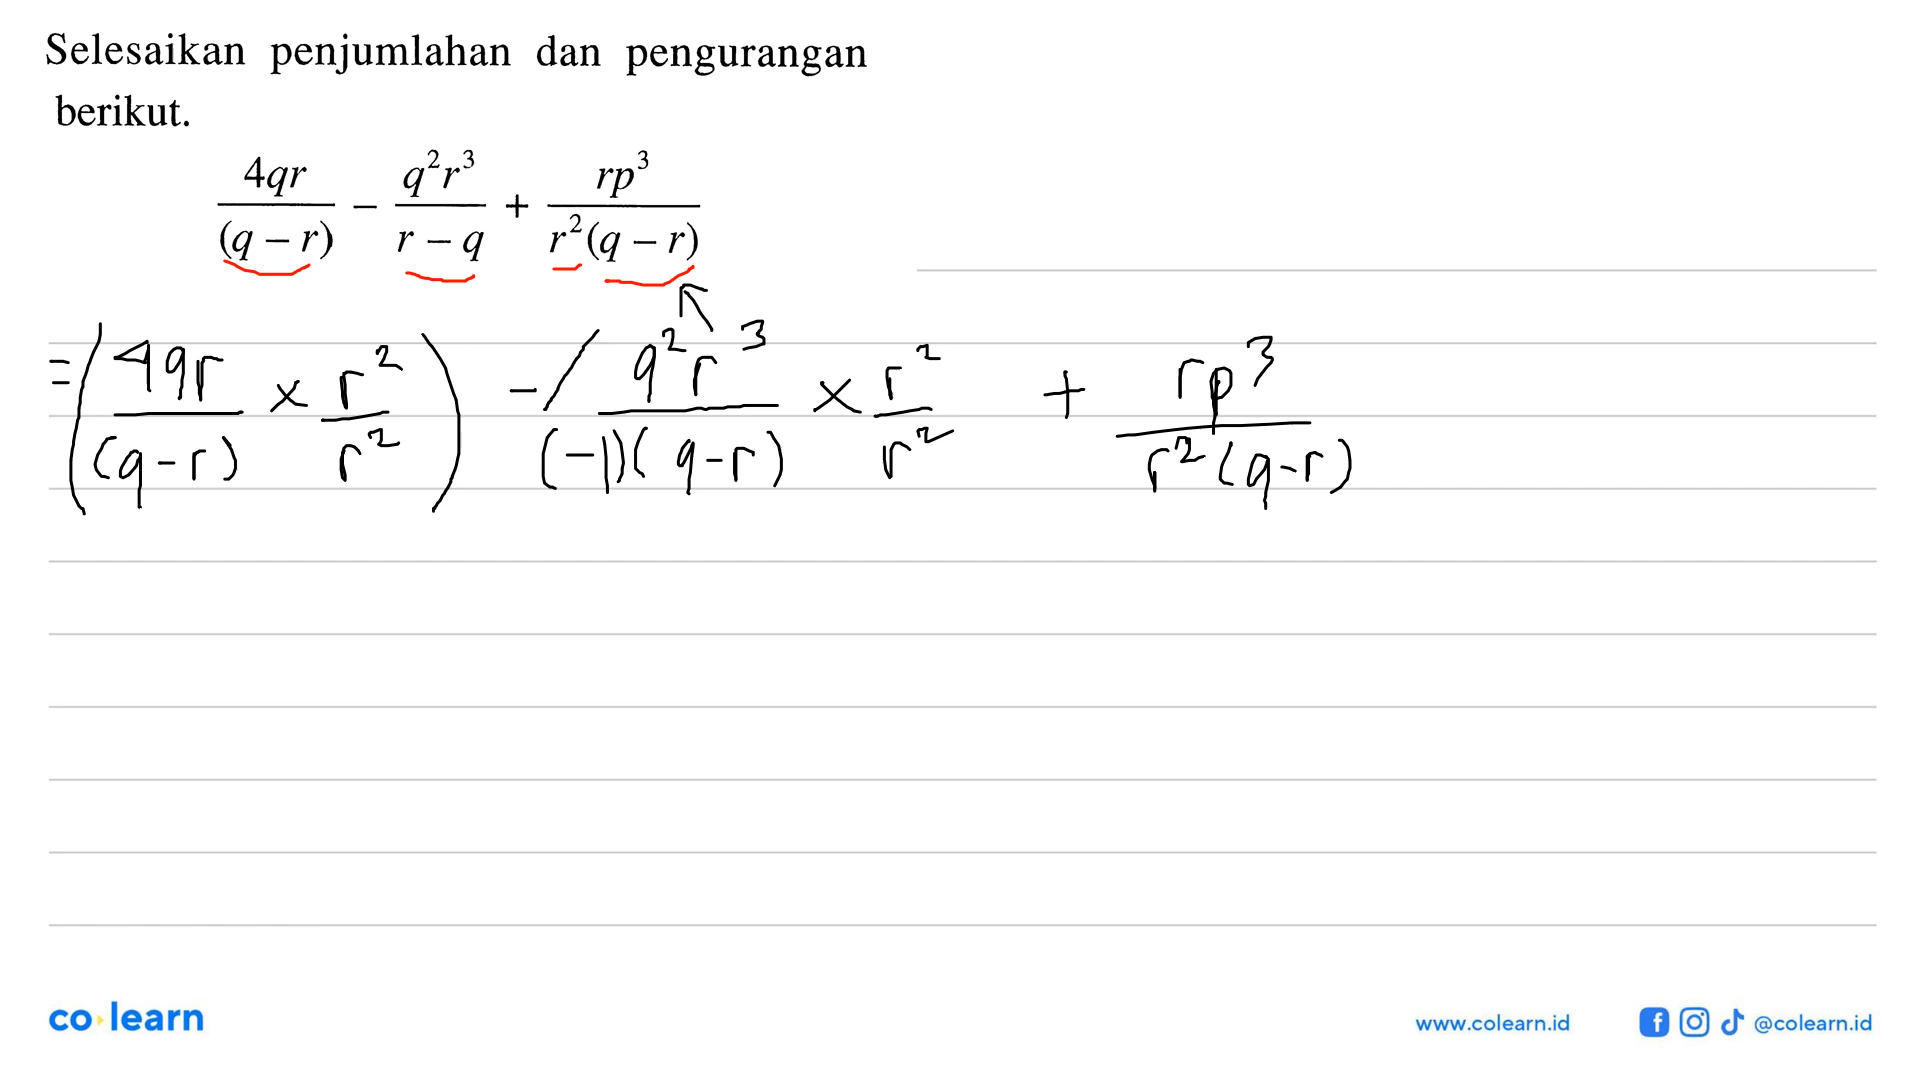 Selesaikan penjumlahan dan pengurangan
berikut.
4qr/(q – r) – q²r³/r – q + rp³/r²(q – r)
= (4qr/(q-r) × r²/r²) - (q²r³/(-1)(q-r) × r²/r² + rp³/r²(q-r)
co learn
www.colearn.id @colearn.id